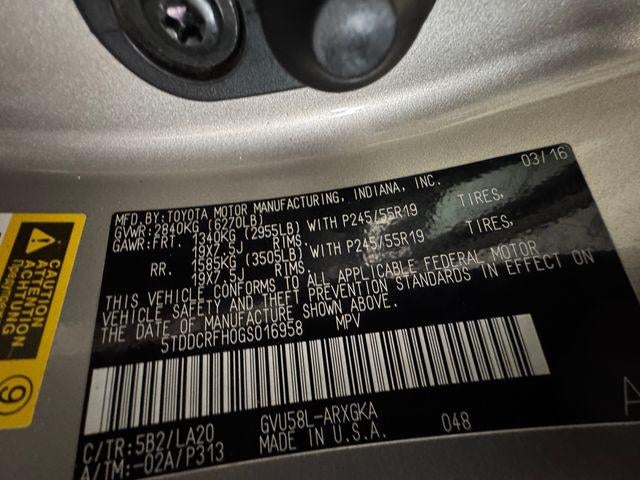 03/16
MFD.BY:TOYOTA MOTOR MANUFACTURING, INDIANA, INC.
GVWR:2840KG (6270LB)
GAWR:FRT. 1340KG (2955LB) WITH P245/55R19 TIRES,
19X7.5J RIMS.
RR. 1585KG (3505LB) WITH P245/55R19 TIRES,
19X7.5J RIMS.
THIS VEHICLE CONFORMS TO ALL APPLICABLE FEDERAL MOTOR
VEHICLE SAFETY AND THEFT PREVENTION STANDARDS IN EFFECT ON
THE DATE OF MANUFACTURE SHOWN ABOVE.
5TDDCRFH0GS016958 MPV
C/TR:5B2/LA20 GVU58L-ARXGKA
A/TM:-02A/P313 MADE IN U.S.A. 048
A
CAUTION
ATTENTION
ACHTUNG
9